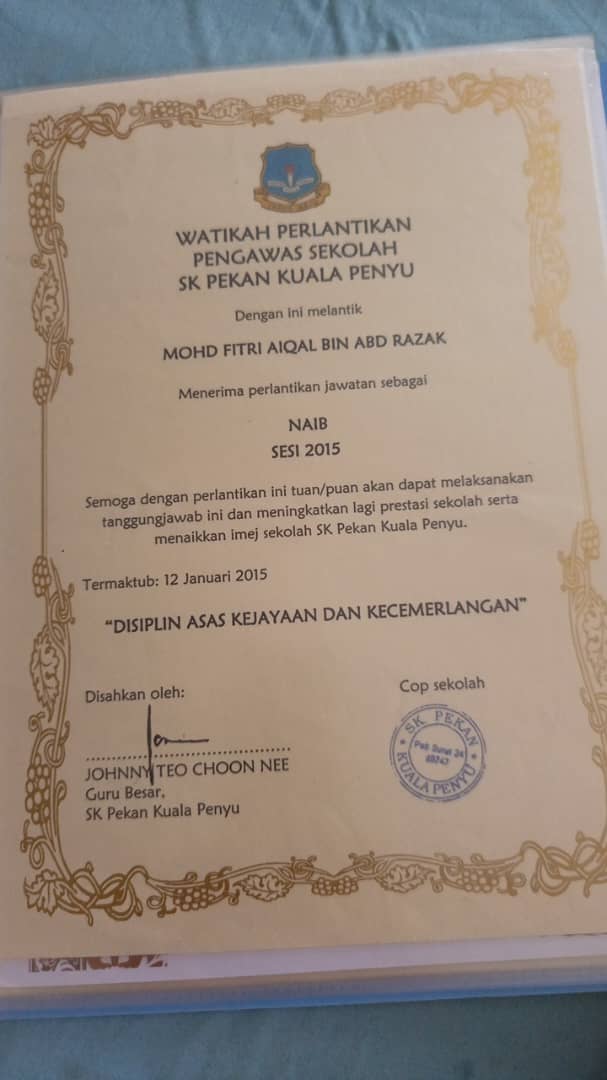 WATIKAH PERLANTIKAN
PENGAWAS SEKOLAH
SK PEKAN KUALA PENYU
Dengan ini melantik
MOHD FITRI AIQAL BIN ABD RAZAK
Menerima perlantikan jawatan sebagai
NAIB
SESI 2015
Semoga dengan perlantikan ini tuan/puan akan dapat melaksanakan
tanggungjawab ini dan meningkatkan lagi prestasi sekolah serta
menaikkan imej sekolah SK Pekan Kuala Penyu.
Termaktub: 12 Januari 2015
“DISIPLIN ASAS KEJAYAAN DAN KECEMERLANGAN”
Disahkan oleh:
JOHNNY TEO CHOON NEE
Guru Besar,
SK Pekan Kuala Penyu
Cop sekolah
SK. PEKAN
Peti Surat 34
KUALA PENYU